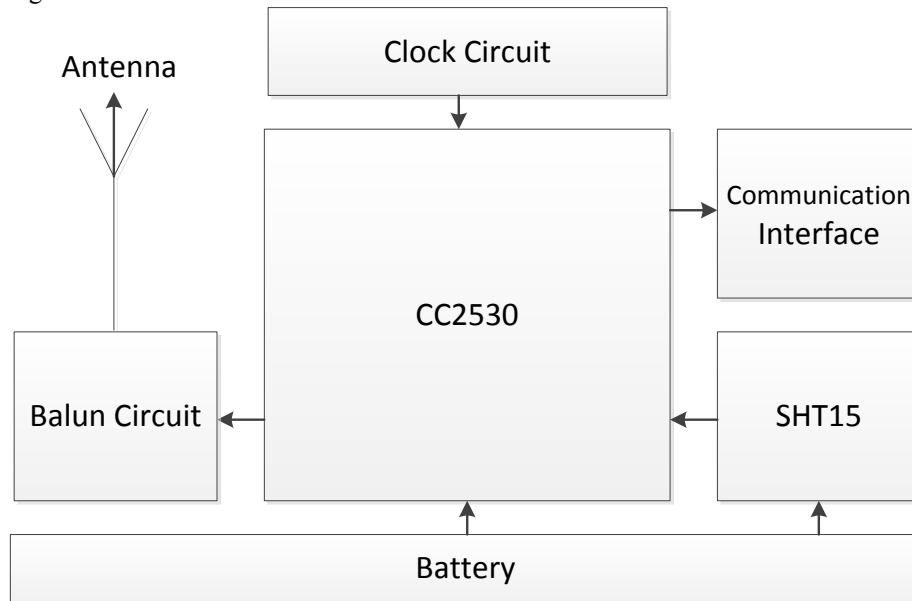 Clock Circuit
Antenna
Communication
Interface
CC2530
Balun Circuit
SHT15
Battery